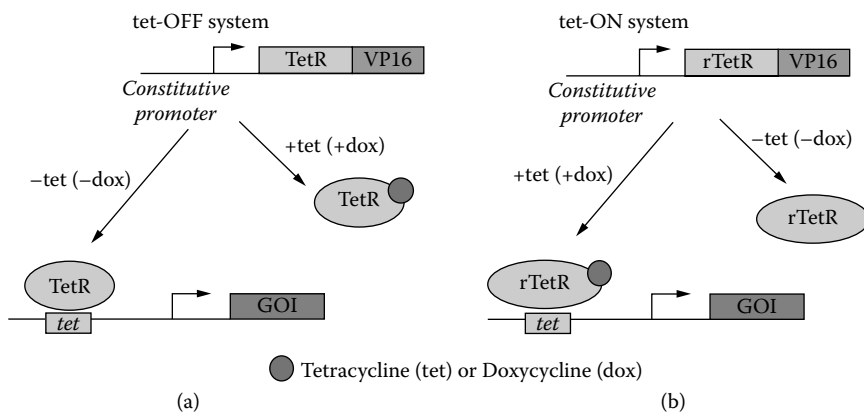 tet-OFF system
TetR VP16
Constitutive
promoter
−tet (−dox)
+tet (+dox)
TetR
TetR
tet
GOI
(a)
tet-ON system
rTetR VP16
Constitutive
promoter
+tet (+dox)
−tet (−dox)
rTetR
rTetR
tet
GOI
Tetracycline (tet) or Doxycycline (dox)
(b)